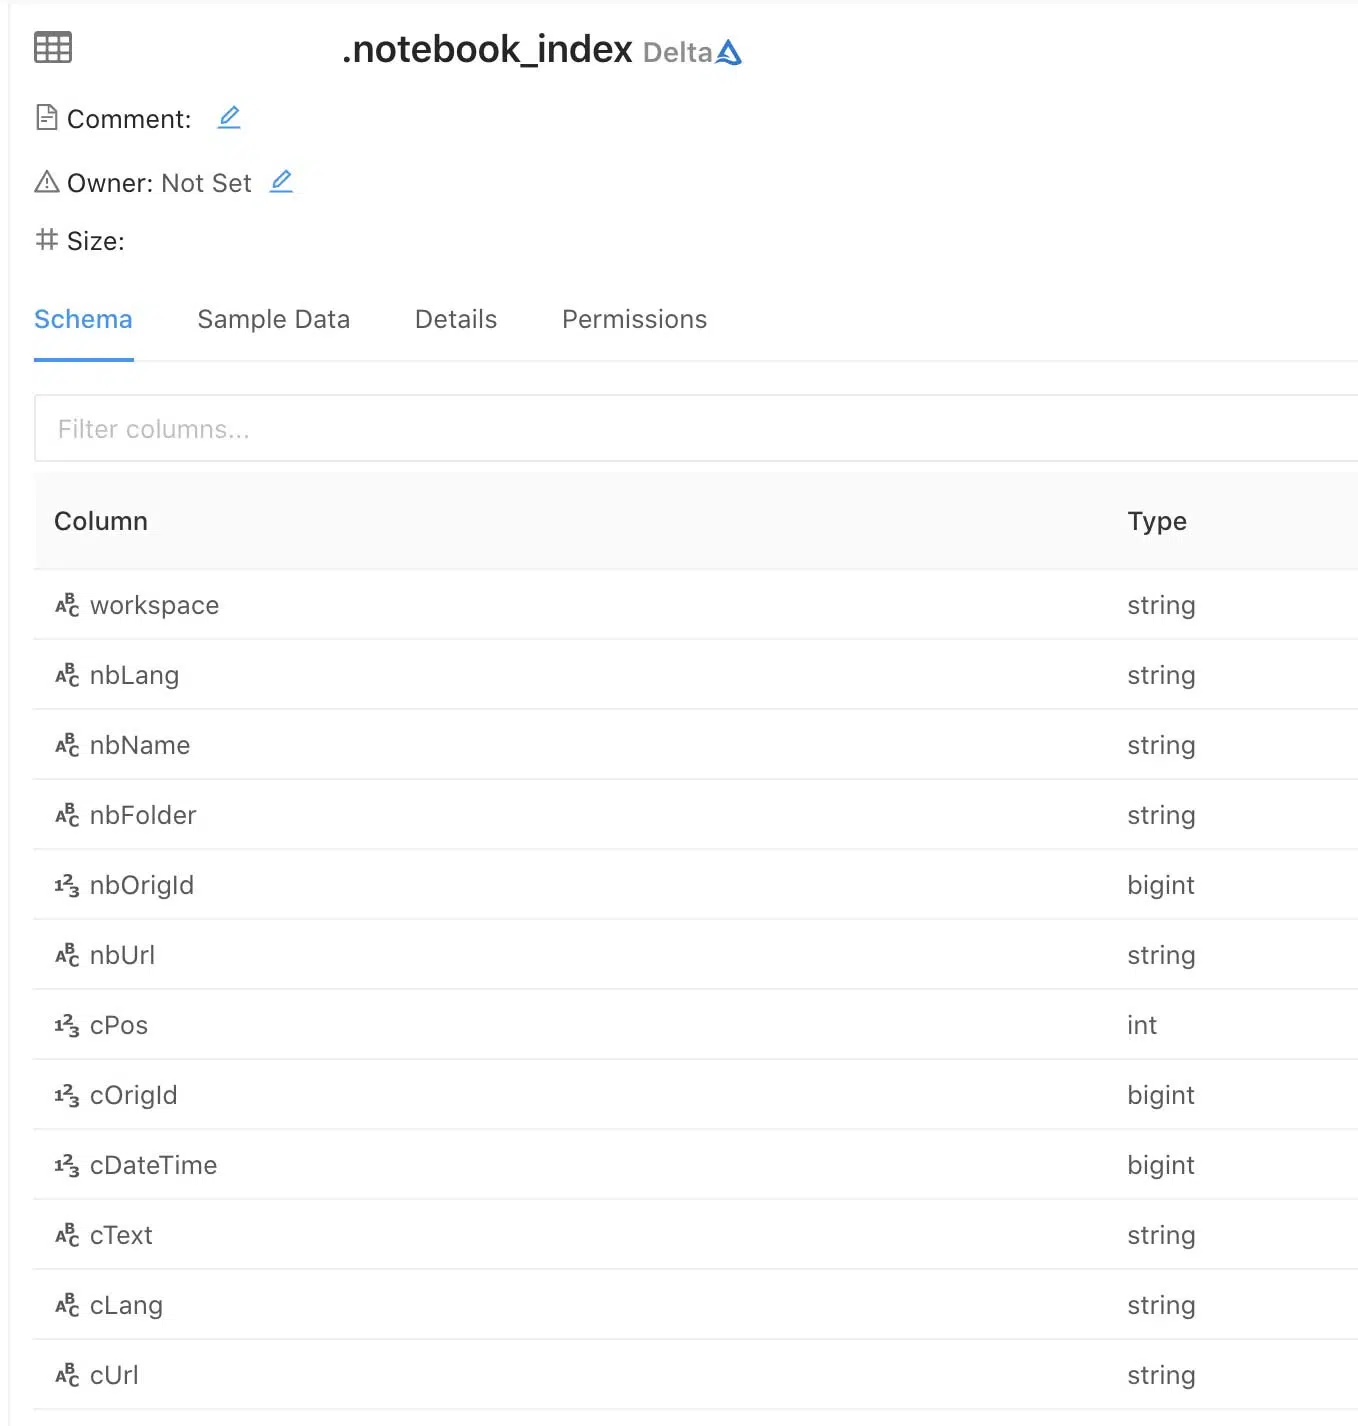 .notebook_index Delta
Comment:
Owner: Not Set
Size:
Schema Sample Data Details Permissions
Filter columns...
Column Type
workspace string
nbLang string
nbName string
nbFolder string
nbOrigId bigint
nbUrl string
cPos int
cOrigId bigint
cDateTime bigint
cText string
cLang string
cUrl string